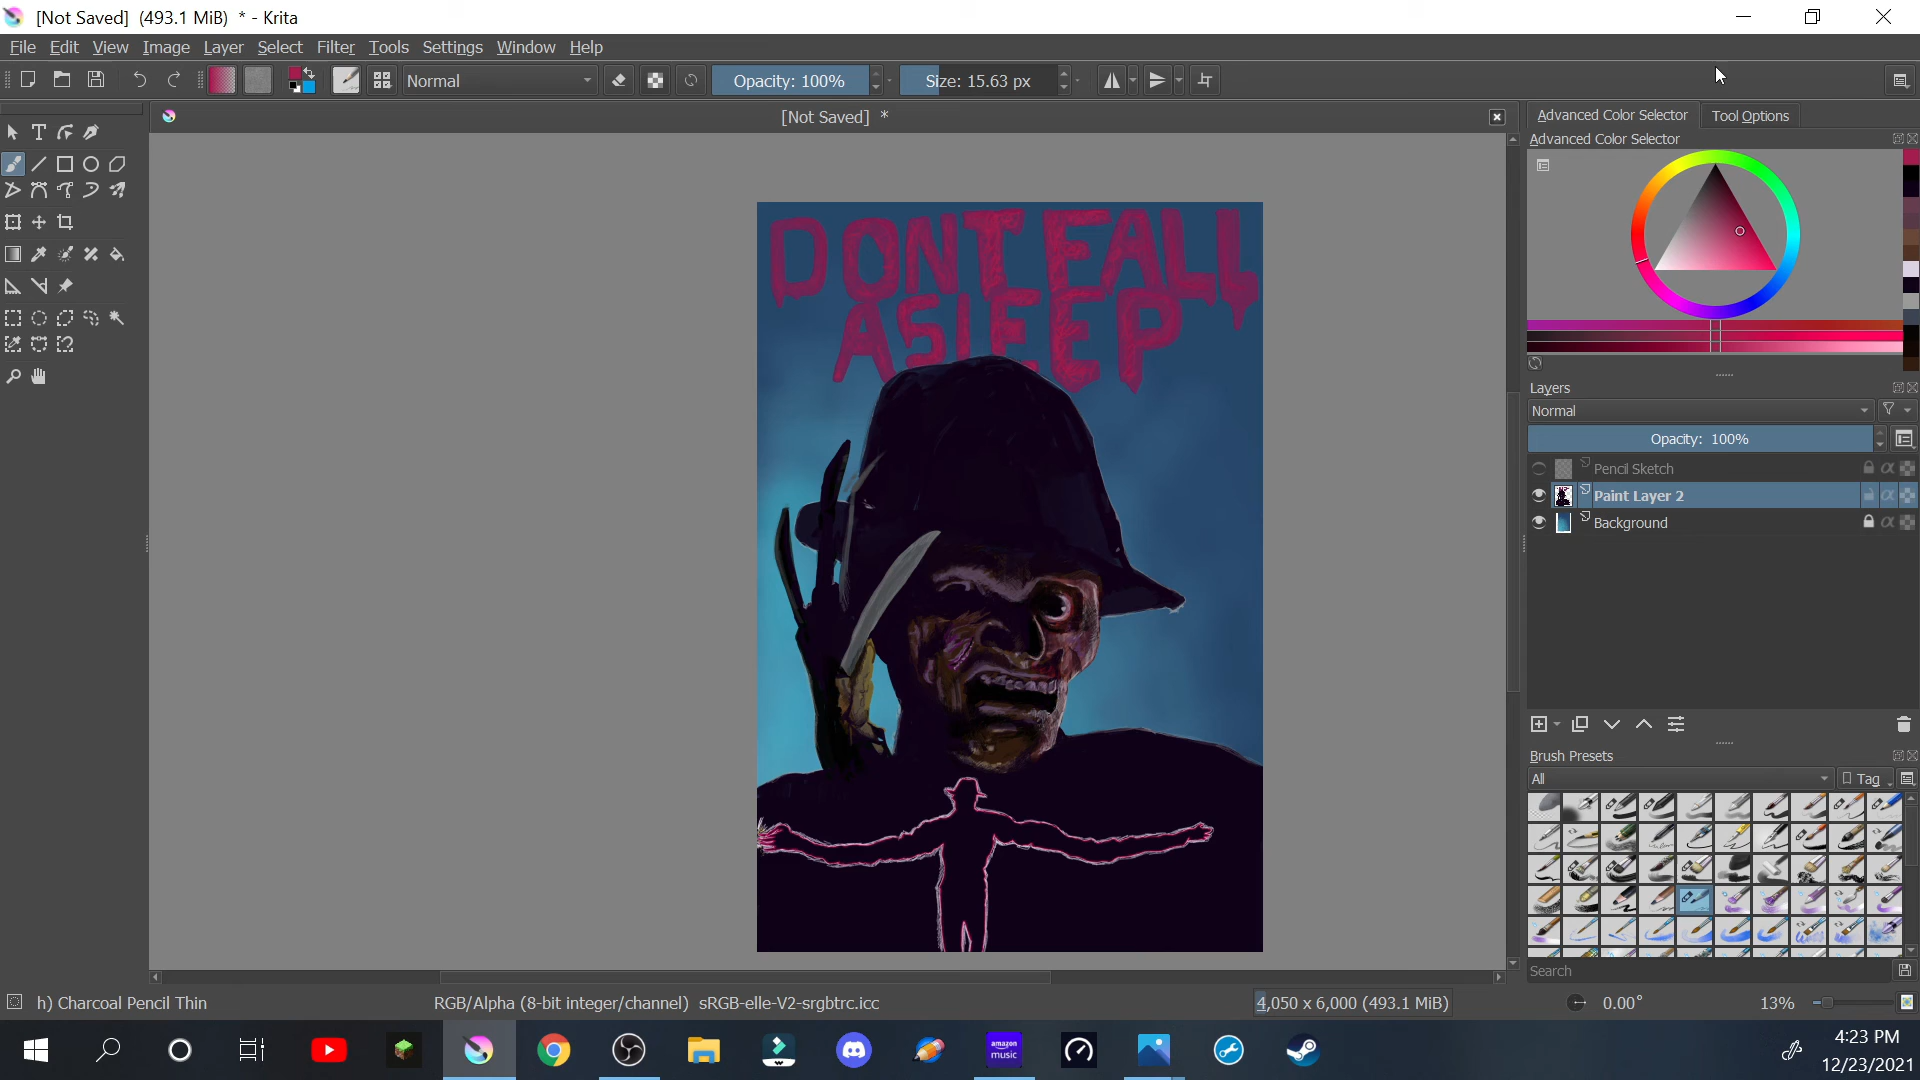 [Not Saved]  (493.1 MiB)  * - Krita
File Edit View Image Layer Select Filter Tools Settings Window Help
Normal
Opacity: 100%
Size: 15.63 px
[Not Saved]  *
Advanced Color Selector
Tool Options
Advanced Color Selector
DONT FALL
ASLEEP
Layers
Normal
Opacity: 100%
Pencil Sketch
Paint Layer 2
Background
Brush Presets
All
Tag
Search
h) Charcoal Pencil Thin
RGB/Alpha (8-bit integer/channel)  sRGB-elle-V2-srgbtrc.icc
4,050 x 6,000 (493.1 MiB)
0.00°
13%
amazon
music
4:23 PM
12/23/2021